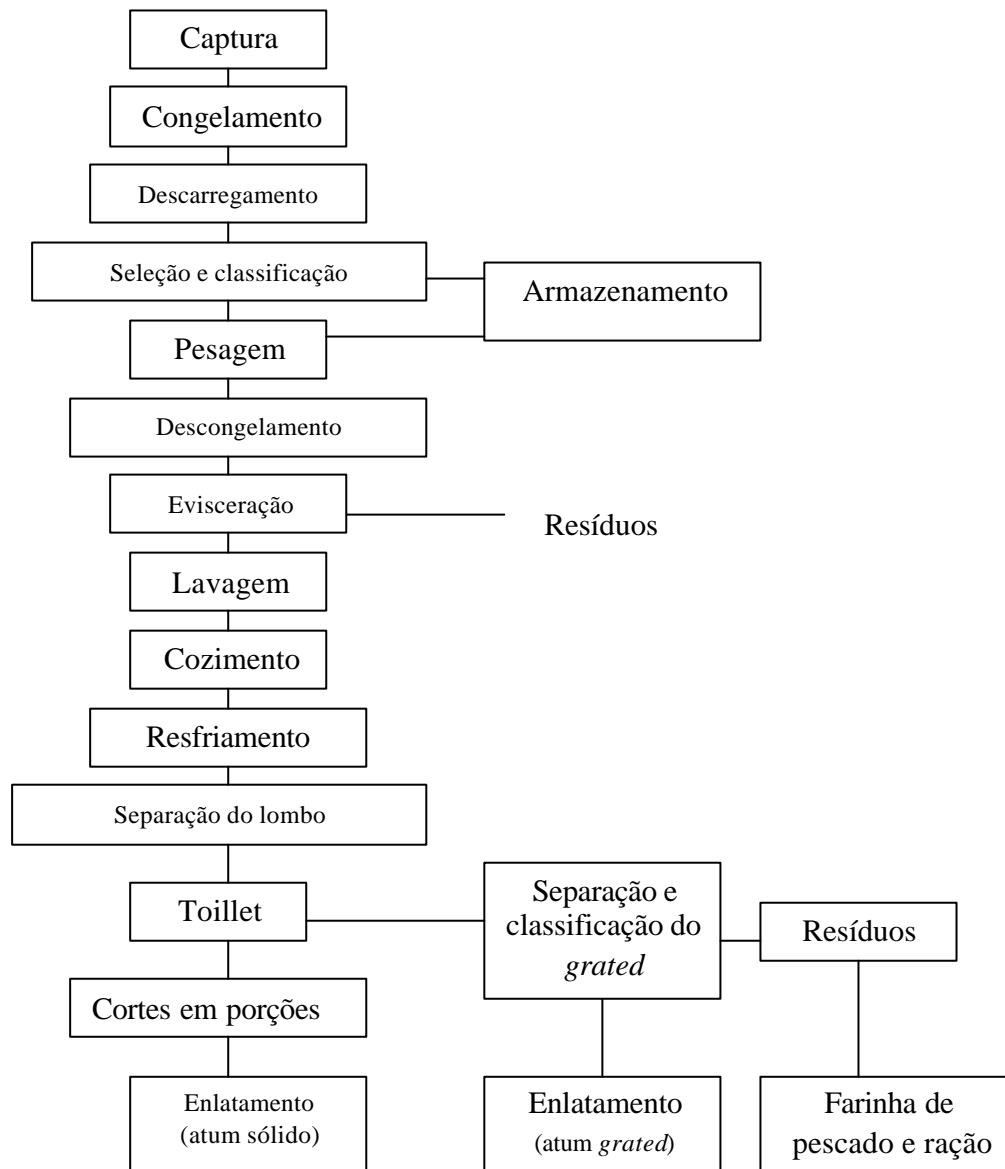 Captura
Congelamento
Descarregamento
Seleção e classificação
Armazenamento
Pesagem
Descongelamento
Evisceração
Resíduos
Lavagem
Cozimento
Resfriamento
Separação do lombo
Toillet
Separação e
classificação do
grated
Resíduos
Cortes em porções
Enlatamento
(atum sólido)
Enlatamento
(atum grated)
Farinha de
pescado e ração